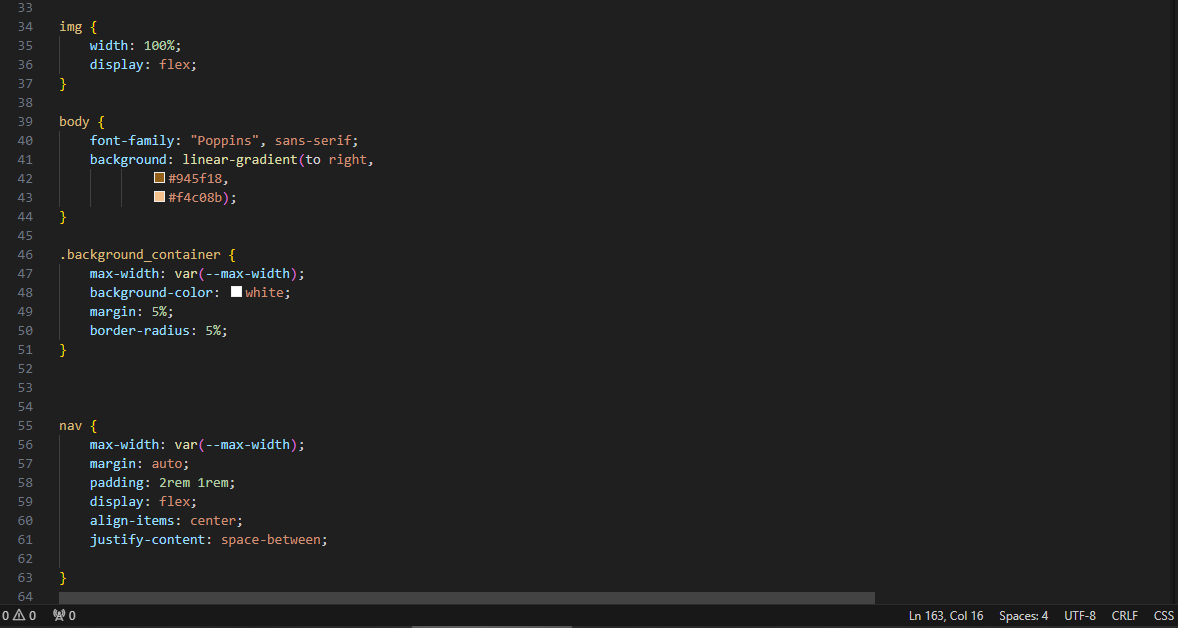 33
34 img {
35     width: 100%;
36     display: flex;
37 }
38
39 body {
40     font-family: "Poppins", sans-serif;
41     background: linear-gradient(to right,
42             #945f18,
43             #f4c08b);
44 }
45
46 .background_container {
47     max-width: var(--max-width);
48     background-color: white;
49     margin: 5%;
50     border-radius: 5%;
51 }
52
53
54
55 nav {
56     max-width: var(--max-width);
57     margin: auto;
58     padding: 2rem 1rem;
59     display: flex;
60     align-items: center;
61     justify-content: space-between;
62
63 }
64
0 0 0 Ln 163, Col 16 Spaces: 4 UTF-8 CRLF CSS